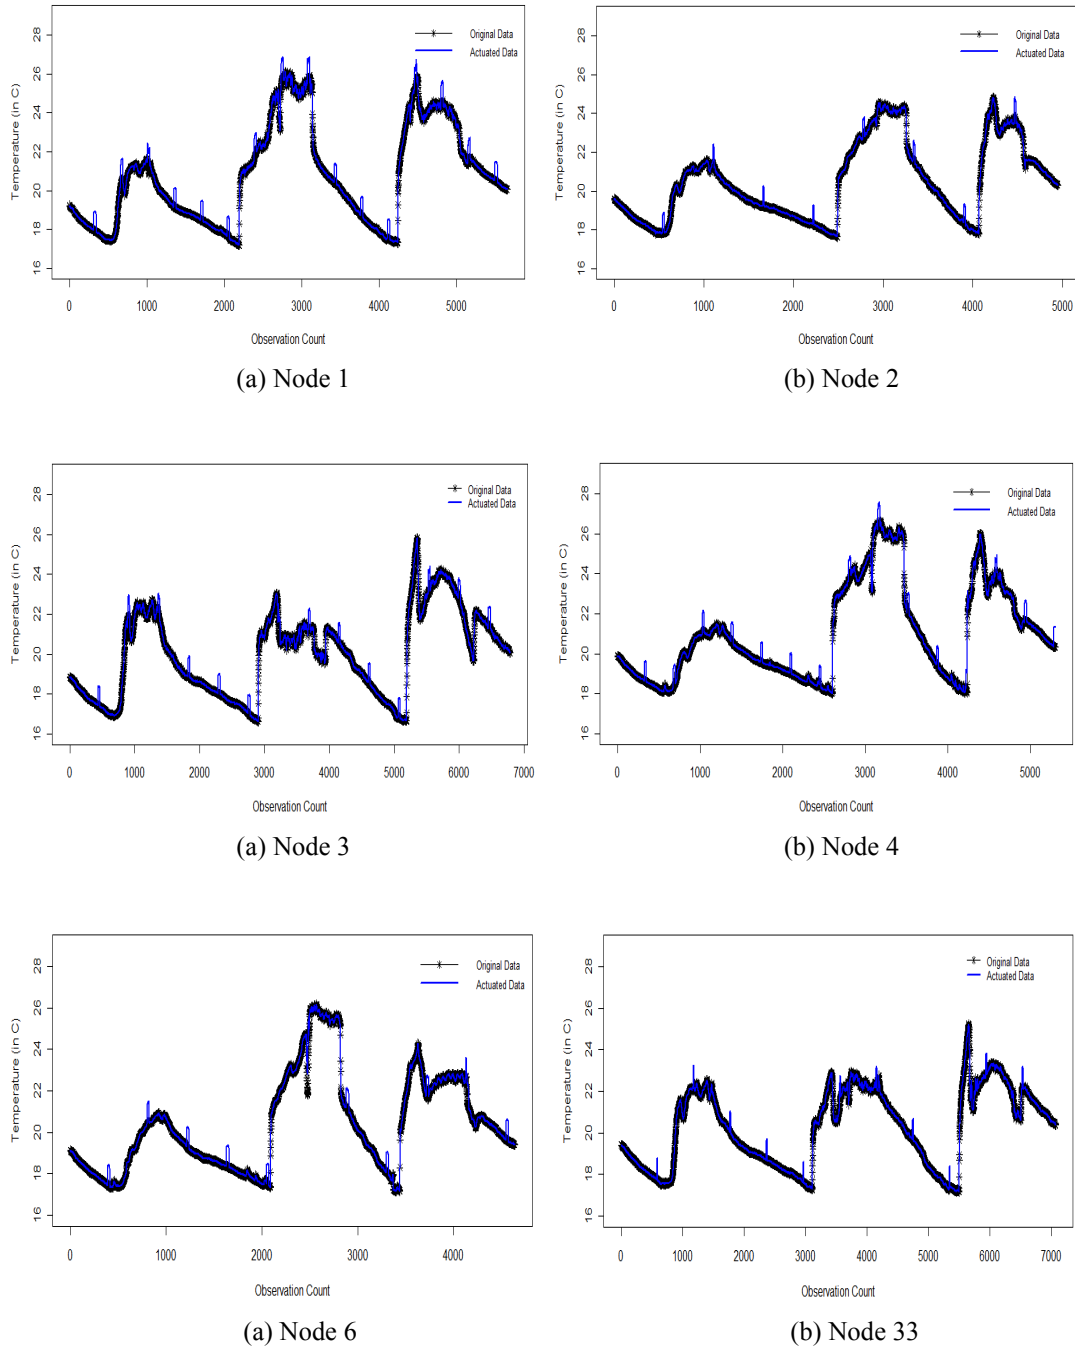 Original Data
Actuated Data
Temperature (in C)
28
26
24
22
20
18
16
0 1000 2000 3000 4000 5000
Observation Count
(a) Node 1
Original Data
Actuated Data
Temperature (in C)
28
26
24
22
20
18
16
0 1000 2000 3000 4000 5000
Observation Count
(b) Node 2
Original Data
Actuated Data
Temperature (in C)
28
26
24
22
20
18
16
0 1000 2000 3000 4000 5000 6000 7000
Observation Count
(a) Node 3
Original Data
Actuated Data
Temperature (in C)
28
26
24
22
20
18
16
0 1000 2000 3000 4000 5000
Observation Count
(b) Node 4
Original Data
Actuated Data
Temperature (in C)
28
26
24
22
20
18
16
0 1000 2000 3000 4000
Observation Count
(a) Node 6
Original Data
Actuated Data
Temperature (in C)
28
26
24
22
20
18
16
0 1000 2000 3000 4000 5000 6000 7000
Observation Count
(b) Node 33